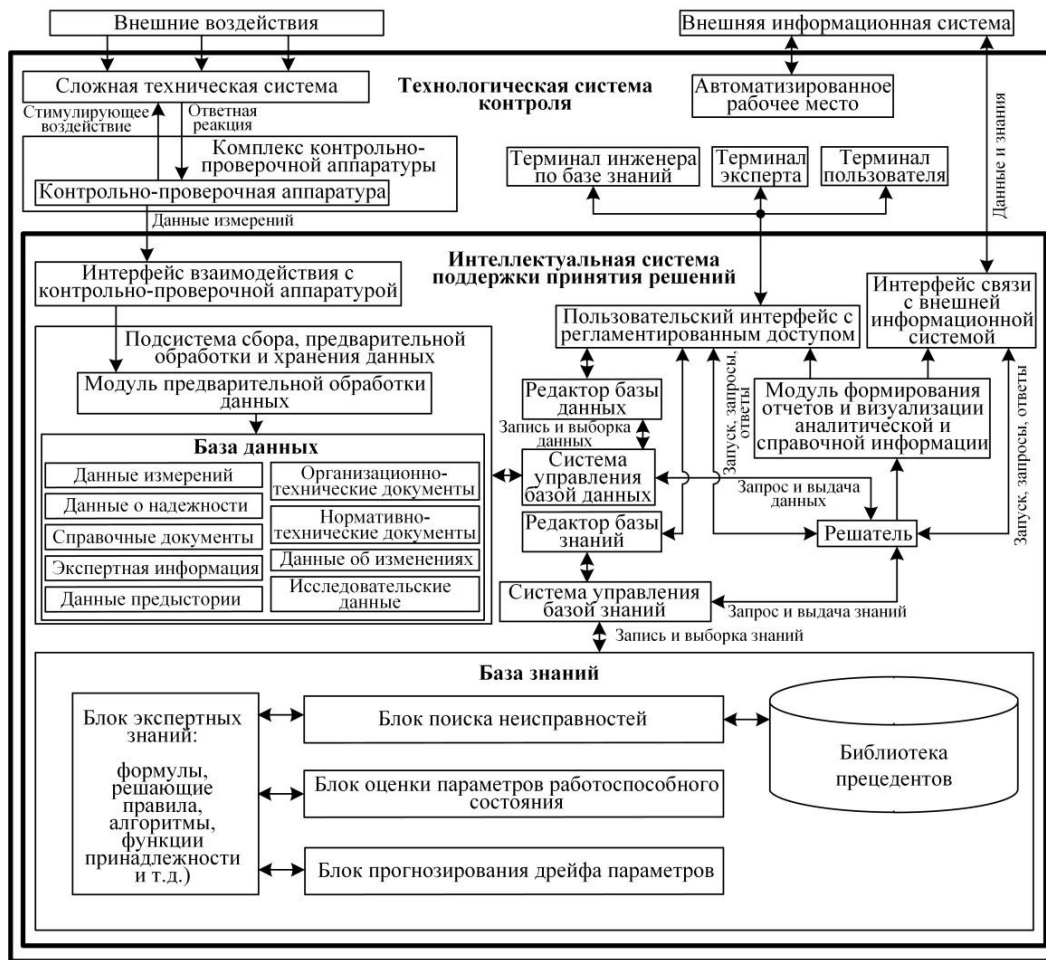 Внешние воздействия
Внешняя информационная система
Сложная техническая система
Технологическая система
контроля
Автоматизированное
рабочее место
Стимулирующее
воздействие
Ответная
реакция
Комплекс контрольно-
проверочной аппаратуры
Контрольно-проверочная аппаратура
Терминал инженера
по базе знаний
Терминал
эксперта
Терминал
пользователя
Данные и знания
Данные измерений
Интеллектуальная система
поддержки принятия решений
Интерфейс взаимодействия с
контрольно-проверочной аппаратурой
Интерфейс связи
с внешней
информационной
системой
Пользовательский интерфейс с
регламентированным доступом
Подсистема сбора, предварительной
обработки и хранения данных
Модуль предварительной обработки
данных
Редактор базы
данных
Запуск, запросы,
ответы
Модуль формирования
отчетов и визуализации
аналитической и
справочной информации
Запуск, запросы, ответы
Запись и выборка
данных
База данных
Данные измерений
Данные о надежности
Справочные документы
Экспертная информация
Данные предыстории
Организационно-
технические документы
Нормативно-
технические документы
Данные об изменениях
Исследовательские
данные
Система
управления
базой данных
Запрос и выдача
данных
Редактор базы
знаний
Решатель
Система управления
базой знаний
Запрос и выдача знаний
Запись и выборка знаний
База знаний
Блок экспертных
знаний:
формулы,
решающие
правила,
алгоритмы,
функции
принадлежности
и т.д.)
Блок поиска неисправностей
Блок оценки параметров работоспособного
состояния
Блок прогнозирования дрейфа параметров
Библиотека
прецедентов